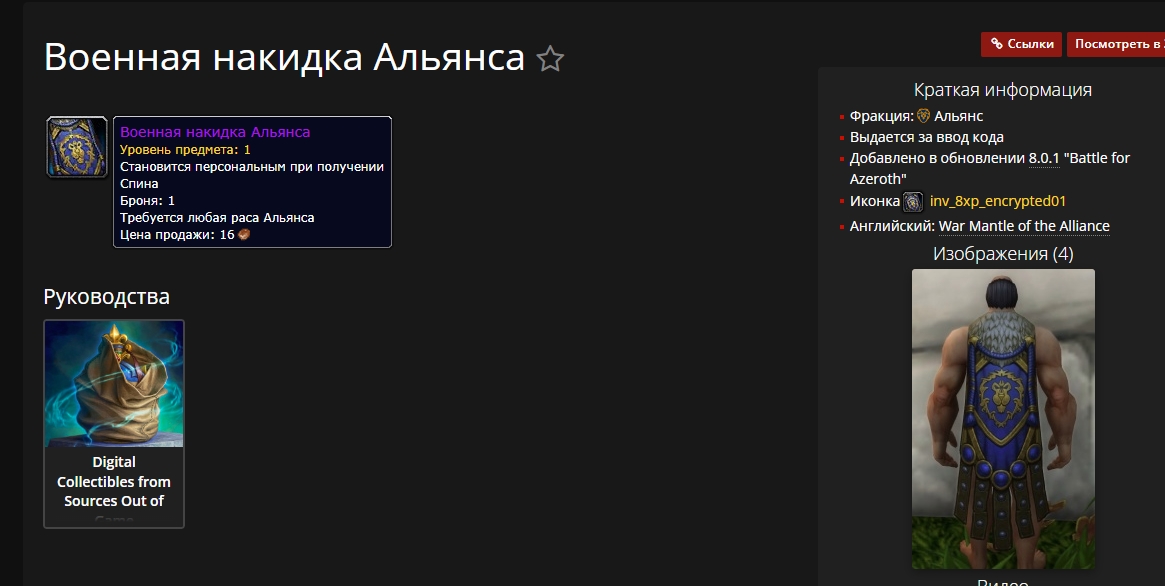 Военная накидка Альянса
Военная накидка Альянса
Уровень предмета: 1
Становится персональным при получении
Спина
Броня: 1
Требуется любая раса Альянса
Цена продажи: 16
Руководства
Digital
Collectibles from
Sources Out of
Game
Ссылки
Посмотреть в
Краткая информация
Фракция: Альянс
Выдается за ввод кода
Добавлено в обновлении 8.0.1 "Battle for
Azeroth"
Иконка inv_8xp_encrypted01
Английский: War Mantle of the Alliance
Изображения (4)
Видео